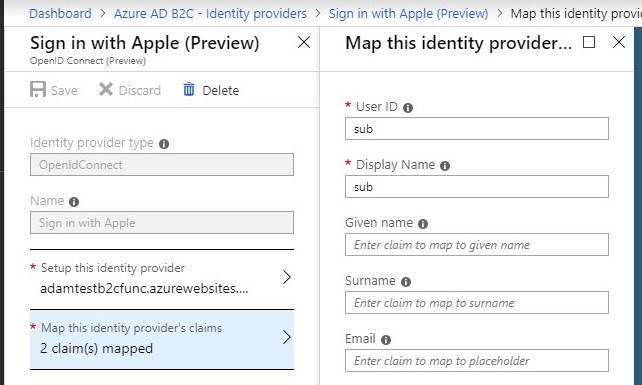 Dashboard > Azure AD B2C - Identity providers > Sign in with Apple (Preview) > Map this identity provi
Sign in with Apple (Preview)
OpenID Connect (Preview)
Save Discard Delete
Identity provider type
OpenIdConnect
Name
Sign in with Apple
* Setup this identity provider
adamtestb2cfunc.azurewebsites....
* Map this identity provider's claims
2 claim(s) mapped
Map this identity provider...
* User ID
sub
* Display Name
sub
Given name
Enter claim to map to given name
Surname
Enter claim to map to surname
Email
Enter claim to map to placeholder